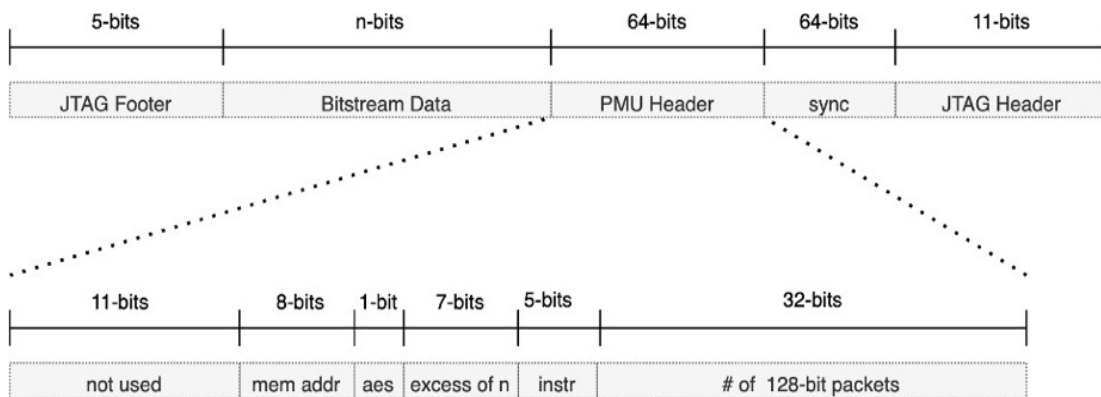 5-bits n-bits 64-bits 64-bits 11-bits
JTAG Footer Bitstream Data PMU Header sync JTAG Header
11-bits 8-bits 1-bit 7-bits 5-bits 32-bits
not used mem addr aes excess of n instr # of 128-bit packets